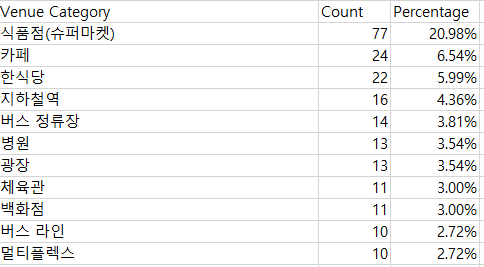 Venue Category Count Percentage
식품점(슈퍼마켓) 77 20.98%
카페 24 6.54%
한식당 22 5.99%
지하철역 16 4.36%
버스 정류장 14 3.81%
병원 13 3.54%
광장 13 3.54%
체육관 11 3.00%
백화점 11 3.00%
버스 라인 10 2.72%
멀티플렉스 10 2.72%